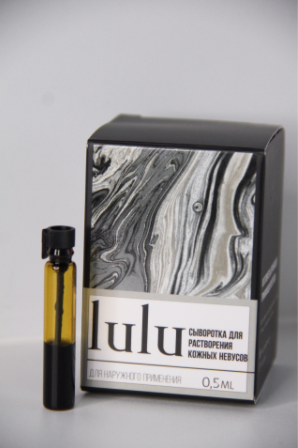 lulu
СЫВОРОТКА ДЛЯ
РАСТВОРЕНИЯ
КОЖНЫХ НЕВУСОВ
ДЛЯ НАРУЖНОГО ПРИМЕНЕНИЯ
0,5ML